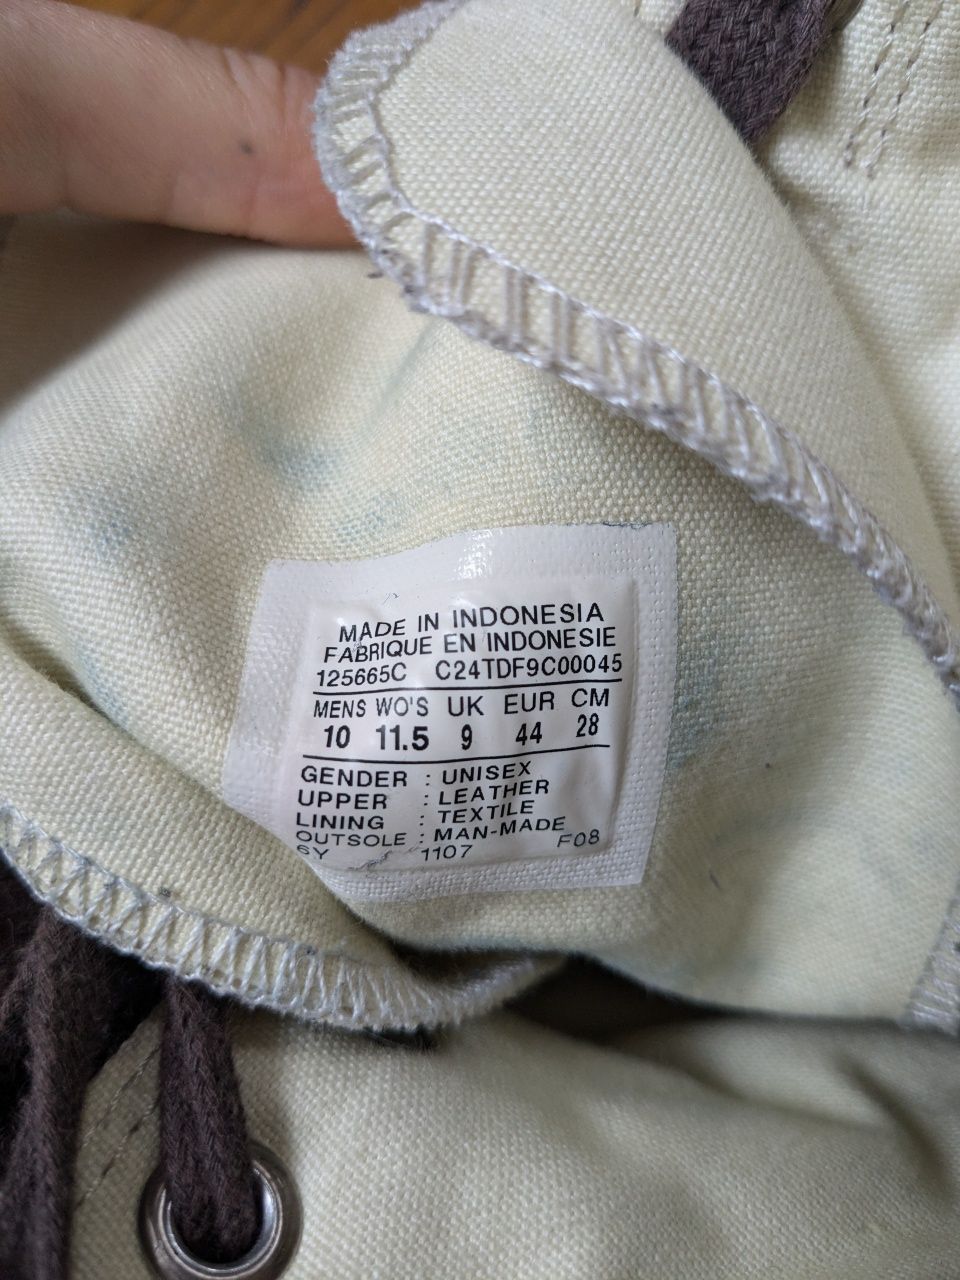 MADE IN INDONESIA
FABRIQUE EN INDONESIE
125665C C24TDF9C00045
MENS WO'S UK EUR CM
10 11.5 9 44 28
GENDER : UNISEX
UPPER : LEATHER
LINING : TEXTILE
OUTSOLE : MAN-MADE
6Y 1107 F08